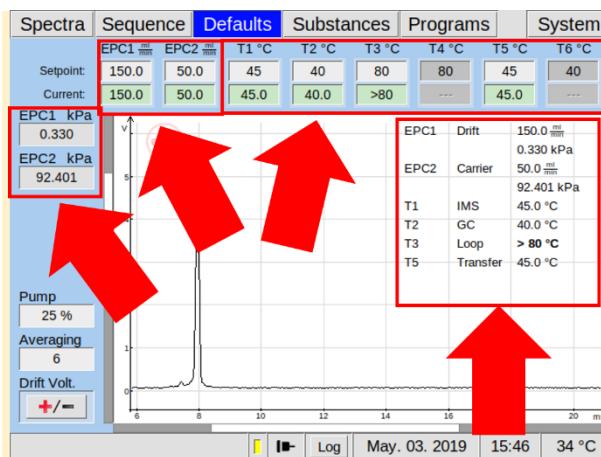 Spectra Sequence Defaults Substances Programs System
EPC1 ml/min EPC2 ml/min T1 °C T2 °C T3 °C T4 °C T5 °C T6 °C
Setpoint: 150.0 50.0 45 40 80 80 45 40
Current: 150.0 50.0 45.0 40.0 >80 --- 45.0 ---
EPC1 kPa
0.330
EPC2 kPa
92.401
Pump
25 %
Averaging
6
Drift Volt.
+/-
V
5
1
0
6 8 10 12 14 16 20 m
EPC1 Drift 150.0 ml/min
0.330 kPa
EPC2 Carrier 50.0 ml/min
92.401 kPa
T1 IMS 45.0 °C
T2 GC 40.0 °C
T3 Loop > 80 °C
T5 Transfer 45.0 °C
Log May. 03. 2019 15:46 34 °C